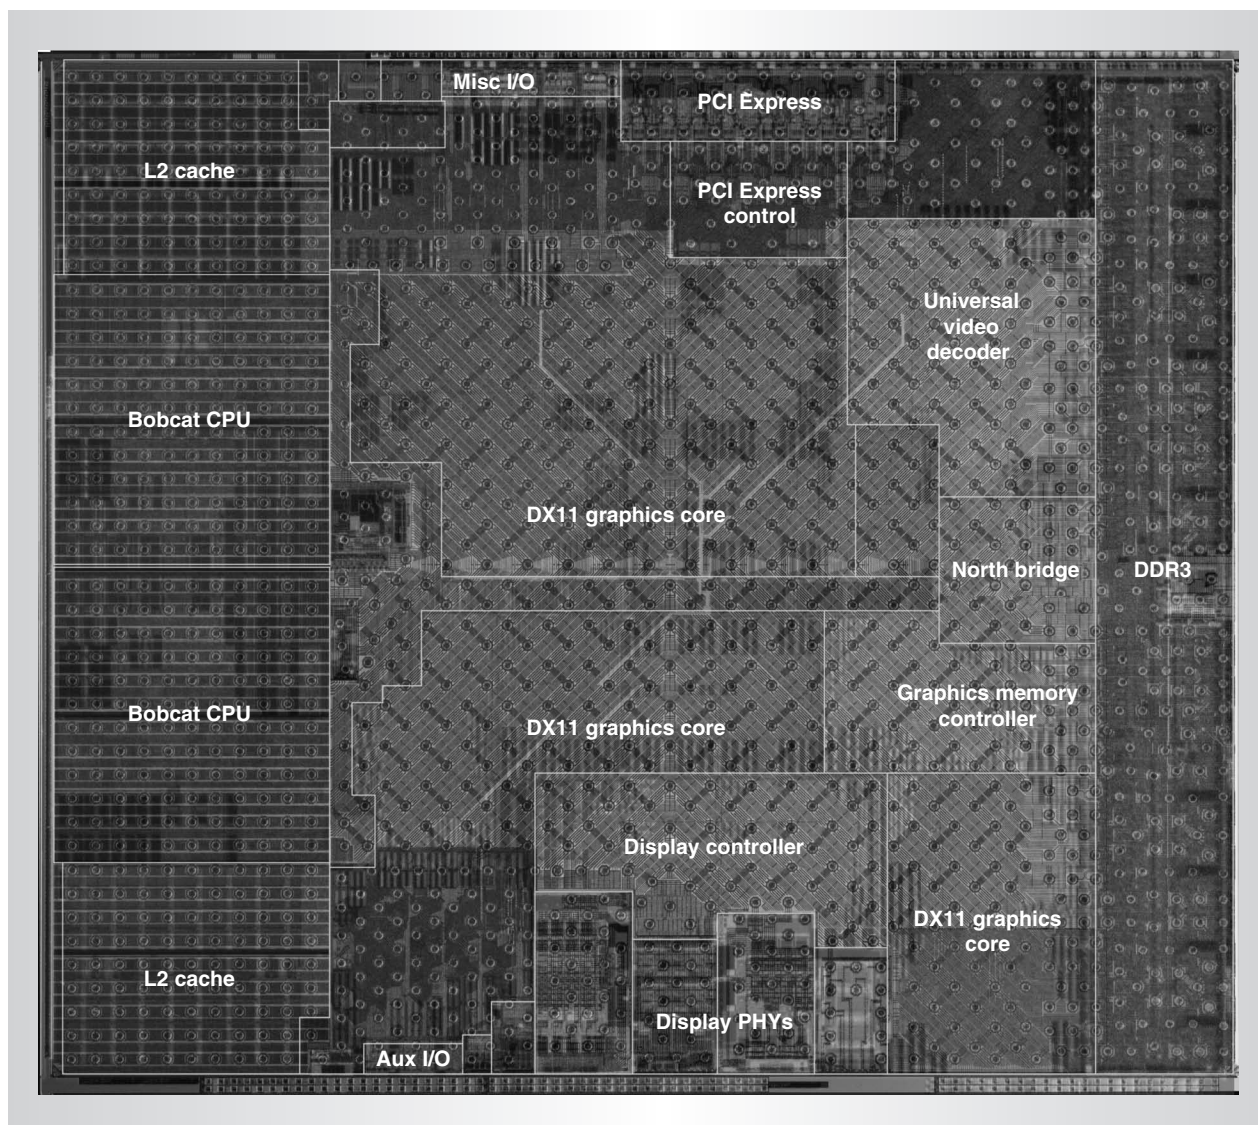 Misc I/O
PCI Express
L2 cache
PCI Express
control
Universal
video
decoder
Bobcat CPU
DX11 graphics core
North bridge
DDR3
Bobcat CPU
DX11 graphics core
Graphics memory
controller
Display controller
DX11 graphics
core
L2 cache
Display PHYs
Aux I/O